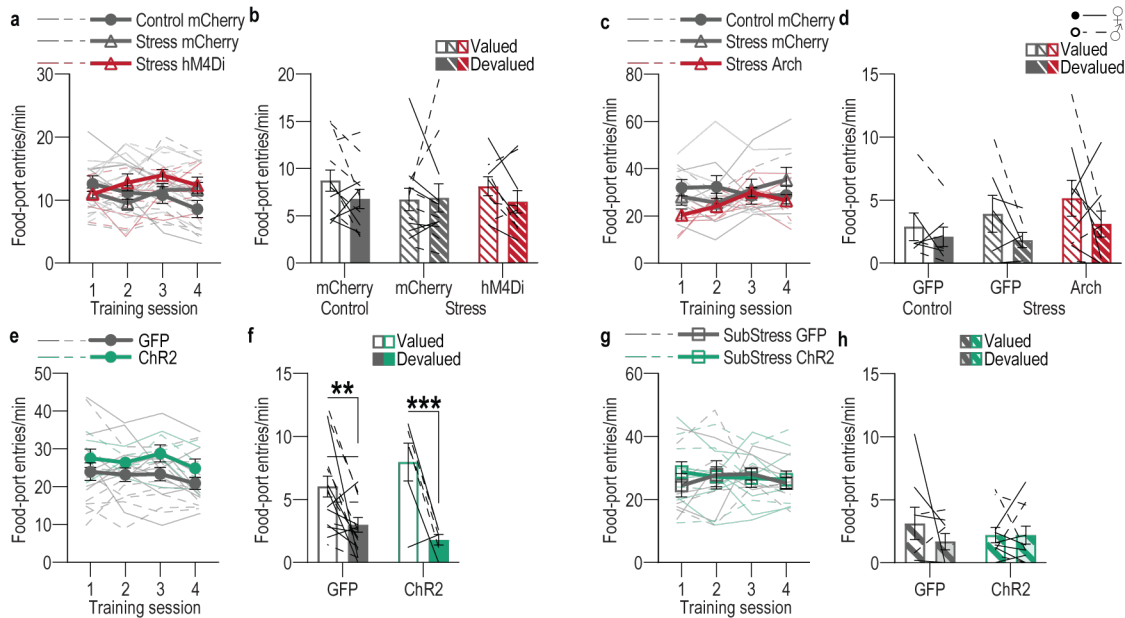 a
Control mCherry
Stress mCherry
Stress hM4Di
Food-port entries/min
30
20
10
0
1 2 3 4
Training session
b
Valued
Devalued
Food-port entries/min
20
15
10
5
0
mCherry mCherry hM4Di
Control Stress
c
Control mCherry
Stress mCherry
Stress Arch
Food-port entries/min
80
60
40
20
0
1 2 3 4
Training session
d
♀
♂
Valued
Devalued
Food-port entries/min
15
10
5
0
GFP GFP Arch
Control Stress
e
GFP
ChR2
Food-port entries/min
50
40
30
20
10
0
1 2 3 4
Training session
f
Valued
Devalued
Food-port entries/min
15
10
5
0
**
***
GFP ChR2
g
SubStress GFP
SubStress ChR2
Food-port entries/min
60
40
20
0
1 2 3 4
Training session
h
Valued
Devalued
Food-port entries/min
15
10
5
0
GFP ChR2